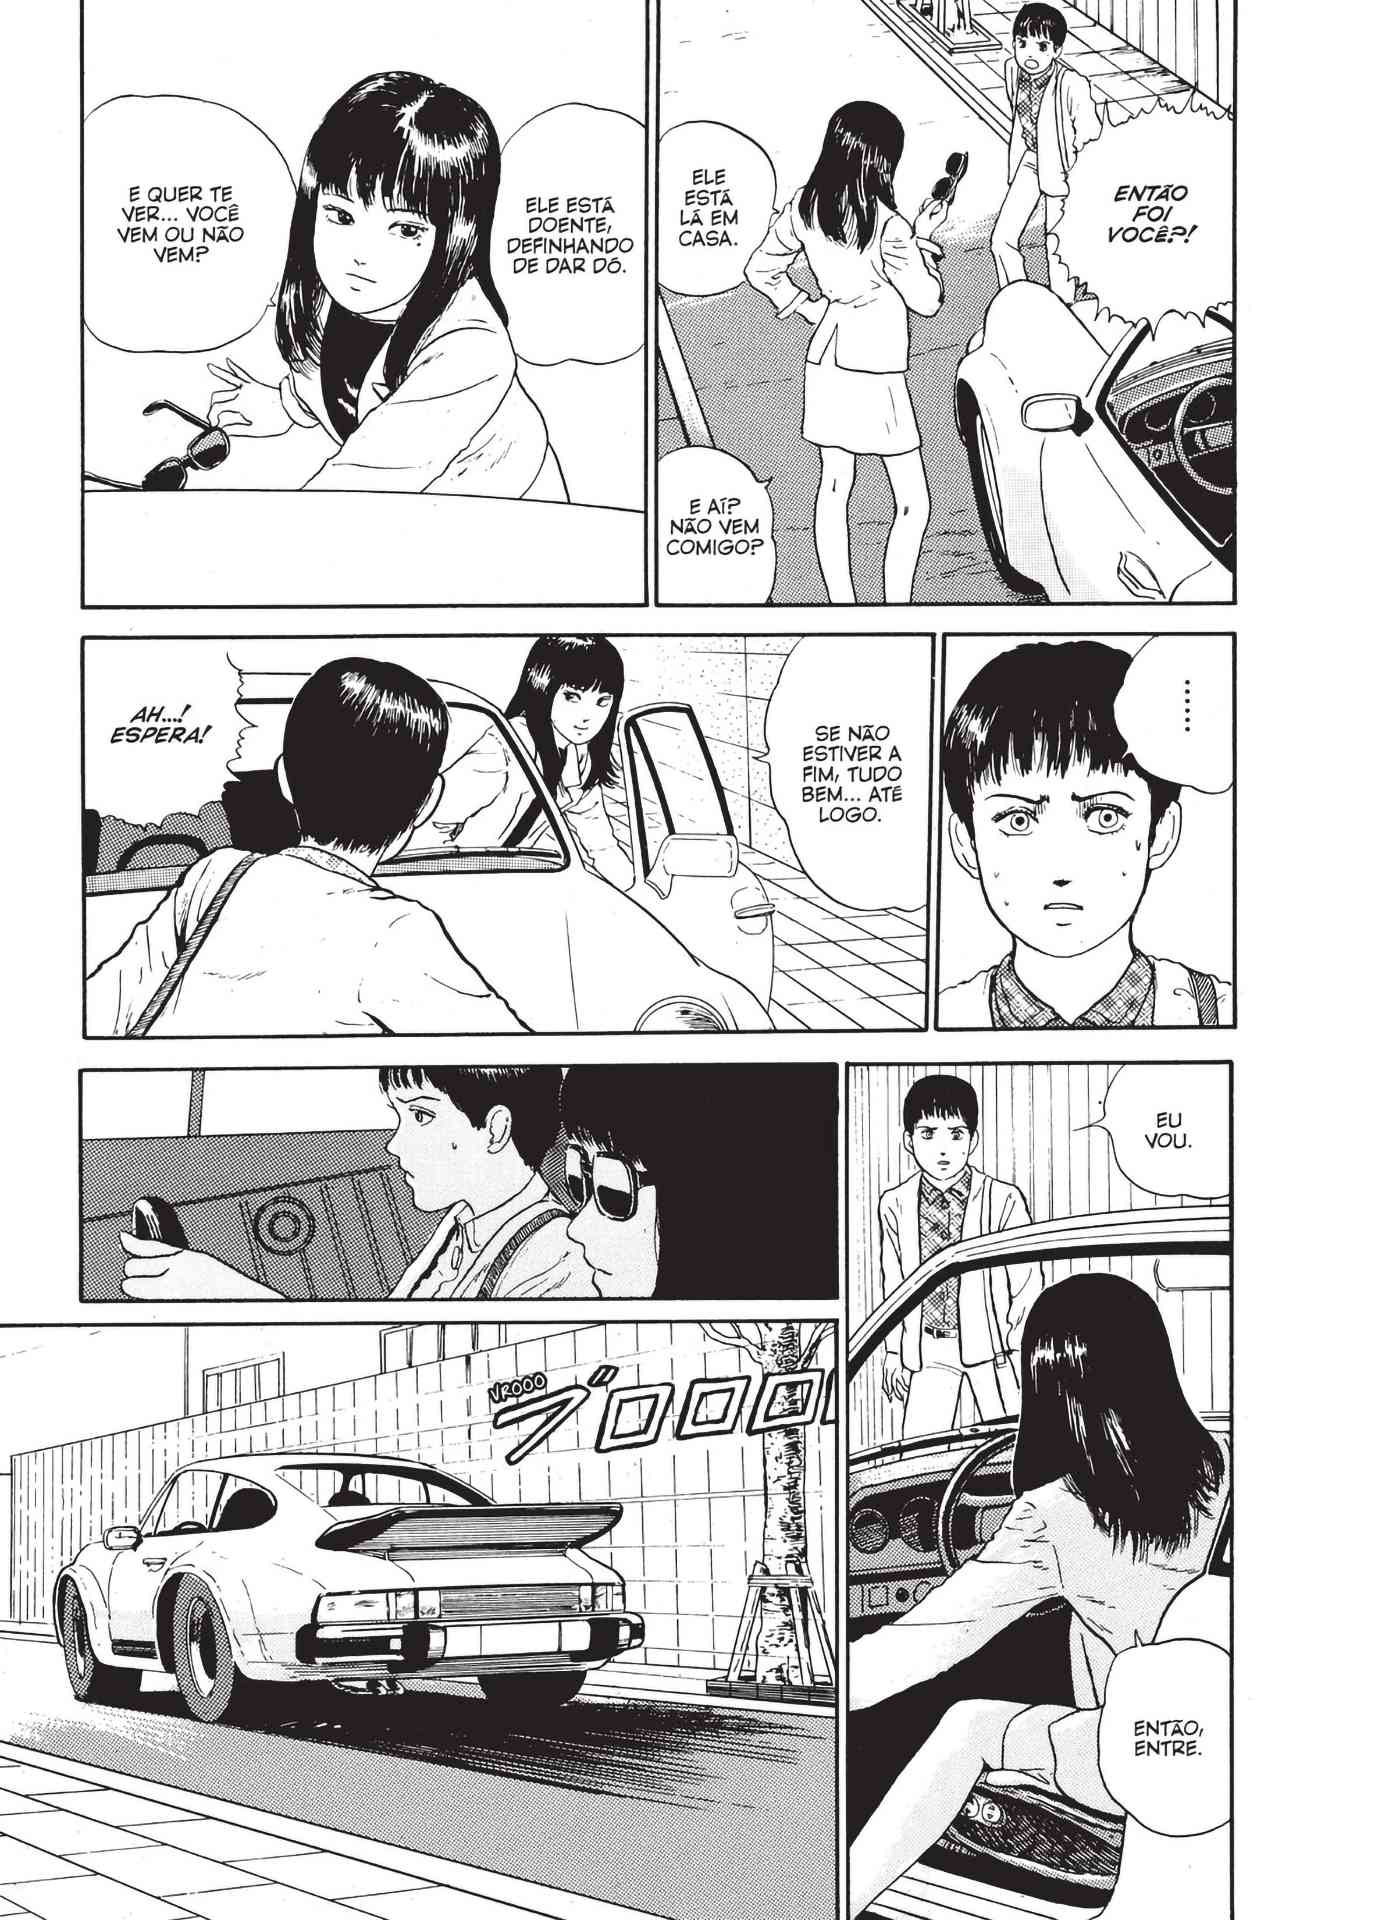 ENTÃO
FOI
VOCÊ?!
ELE
ESTÁ
LÁ EM
CASA.
E AÍ?
NÃO VEM
COMIGO?
ELE ESTÁ
DOENTE,
DEFINHANDO
DE DAR DÓ.
E QUER TE
VER... VOCÊ
VEM OU NÃO
VEM?
......
SE NÃO
ESTIVER A
FIM, TUDO
BEM... ATÉ
LOGO.
AH...!
ESPERA!
EU
VOU.
ENTÃO,
ENTRE.
VROOO
ブロロロロ